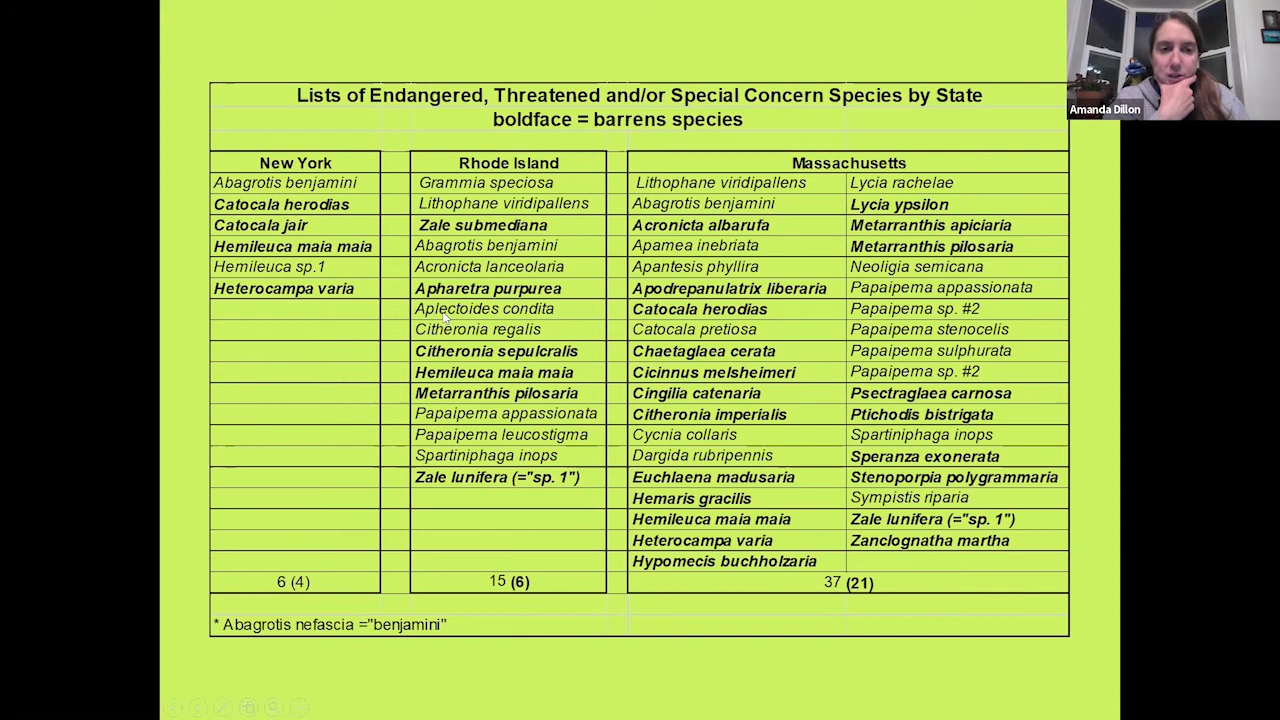 Amanda Dillon
Lists of Endangered, Threatened and/or Special Concern Species by State
boldface = barrens species
New York
Abagrotis benjamini
Catocala herodias
Catocala jair
Hemileuca maia maia
Hemileuca sp.1
Heterocampa varia
6 (4)
Rhode Island
Grammia speciosa
Lithophane viridipallens
Zale submediana
Abagrotis benjamini
Acronicta lanceolaria
Apharetra purpurea
Aplectoides condita
Citheronia regalis
Citheronia sepulcralis
Hemileuca maia maia
Metarranthis pilosaria
Papaipema appassionata
Papaipema leucostigma
Spartiniphaga inops
Zale lunifera (="sp. 1")
15 (6)
Massachusetts
Lithophane viridipallens
Abagrotis benjamini
Acronicta albarufa
Apamea inebriata
Apantesis phyllira
Apodrepanulatrix liberaria
Catocala herodias
Catocala pretiosa
Chaetaglaea cerata
Cicinnus melsheimeri
Cingilia catenaria
Citheronia imperialis
Cycnia collaris
Dargida rubripennis
Euchlaena madusaria
Hemaris gracilis
Hemileuca maia maia
Heterocampa varia
Hypomecis buchholzaria
Lycia rachelae
Lycia ypsilon
Metarranthis apiciaria
Metarranthis pilosaria
Neoligia semicana
Papaipema appassionata
Papaipema sp. #2
Papaipema stenocelis
Papaipema sulphurata
Papaipema sp. #2
Psectraglaea carnosa
Ptichodis bistrigata
Spartiniphaga inops
Speranza exonerata
Stenoporpia polygrammaria
Sympistis riparia
Zale lunifera (="sp. 1")
Zanclognatha martha
37 (21)
* Abagrotis nefascia ="benjamini"